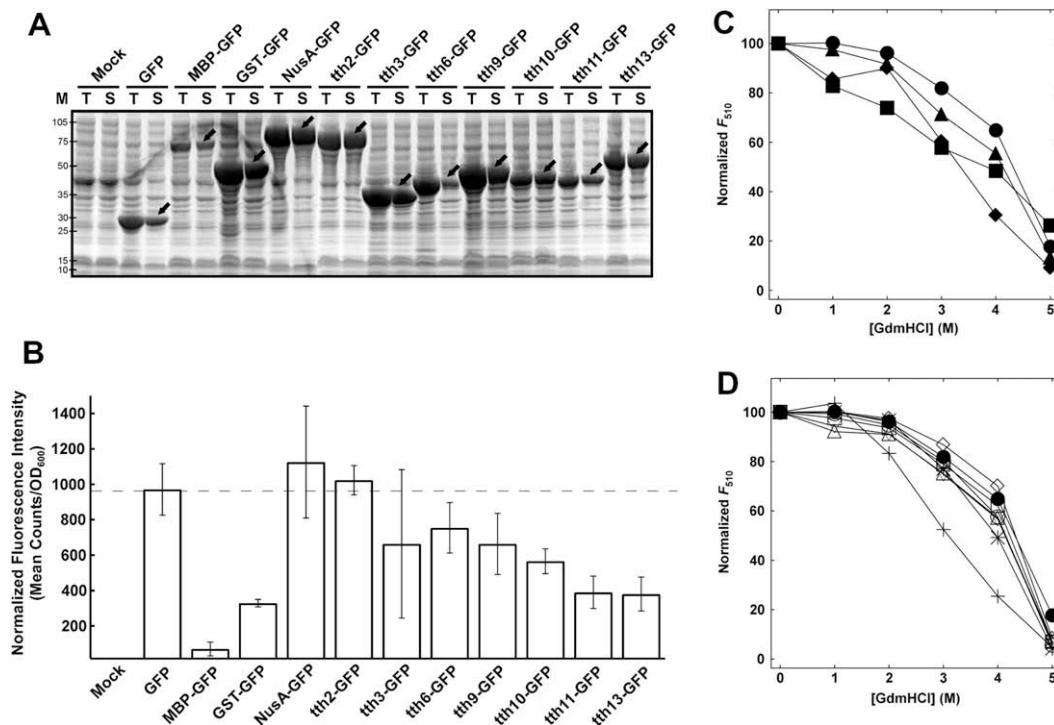 A
Mock
GFP
MBP-GFP
GST-GFP
NusA-GFP
tth2-GFP
tth3-GFP
tth6-GFP
tth9-GFP
tth10-GFP
tth11-GFP
tth13-GFP
M T S T S T S T S T S T S T S T S T S T S T S T S
105
75
50
35
30
25
15
10
B
Normalized Fluorescence Intensity
(Mean Counts/OD600)
1400
1200
1000
800
600
400
200
Mock
GFP
MBP-GFP
GST-GFP
NusA-GFP
tth2-GFP
tth3-GFP
tth6-GFP
tth9-GFP
tth10-GFP
tth11-GFP
tth13-GFP
C
Normalized F510
100
80
60
40
20
0
0 1 2 3 4 5
[GdmHCl] (M)
D
Normalized F510
100
80
60
40
20
0
0 1 2 3 4 5
[GdmHCl] (M)